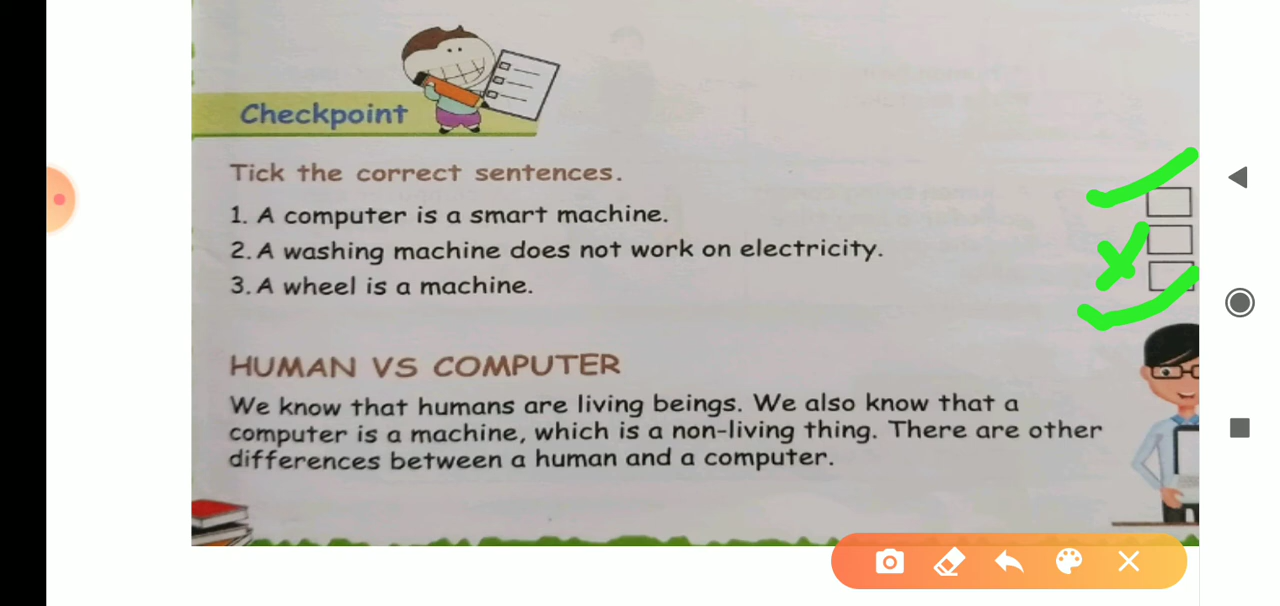 Checkpoint
Tick the correct sentences.
1. A computer is a smart machine.
2. A washing machine does not work on electricity.
3. A wheel is a machine.
HUMAN VS COMPUTER
We know that humans are living beings. We also know that a
computer is a machine, which is a non-living thing. There are other
differences between a human and a computer.